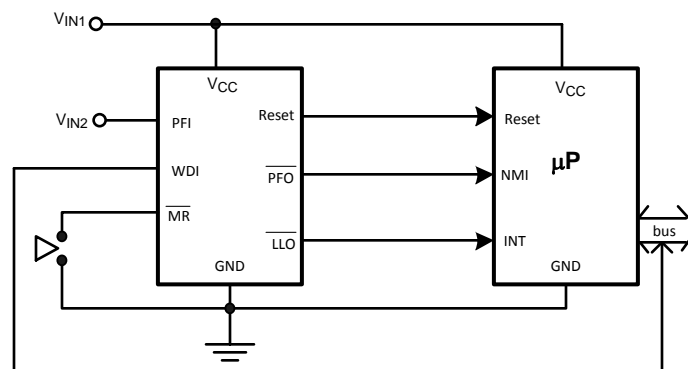 VIN1
VCC
VCC
VIN2
PFI
Reset
Reset
μP
WDI
PFO
NMI
MR
bus
LLO
INT
GND
GND